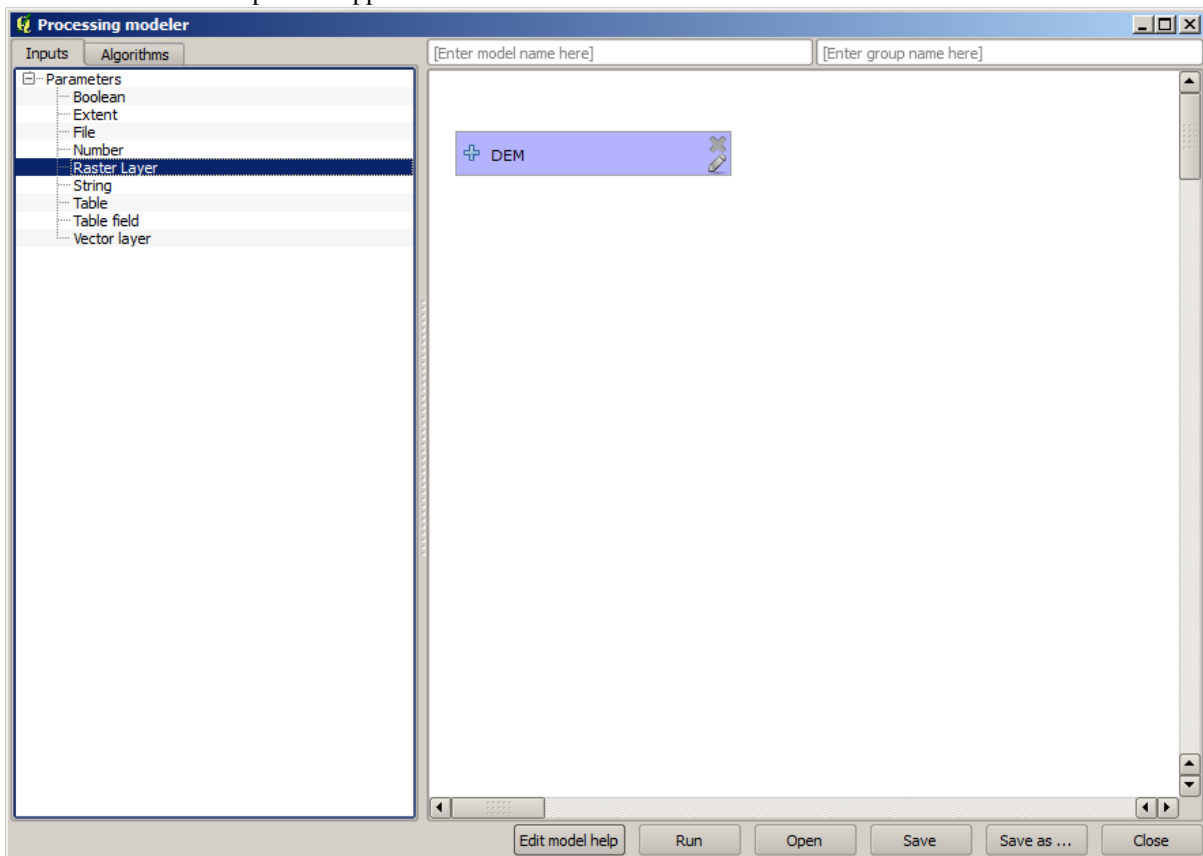 Processing modeler
Inputs Algorithms [Enter model name here] [Enter group name here]
Parameters
Boolean
Extent
File
Number
Raster Layer
String
Table
Table field
Vector layer
DEM
Edit model help Run Open Save Save as ... Close